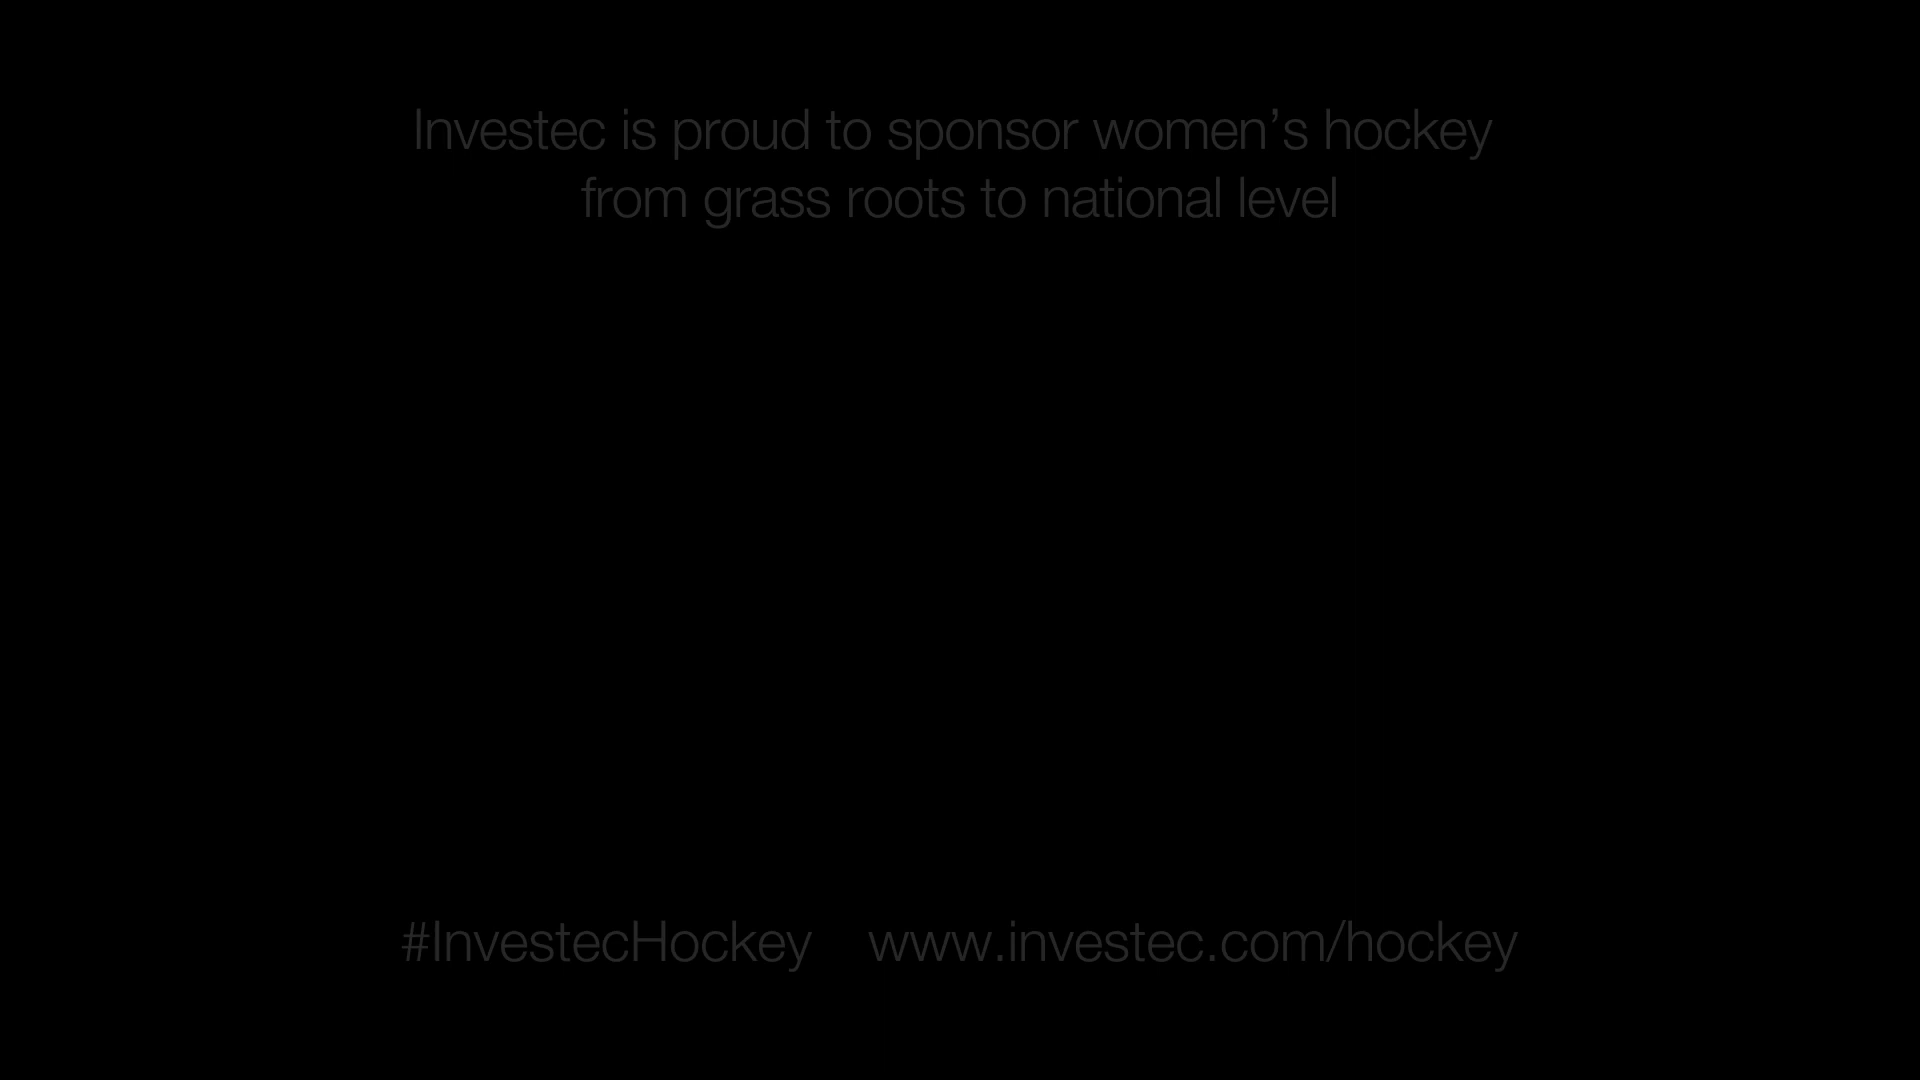 Investec is proud to sponsor women’s hockey
from grass roots to national level
#InvestecHockey www.investec.com/hockey